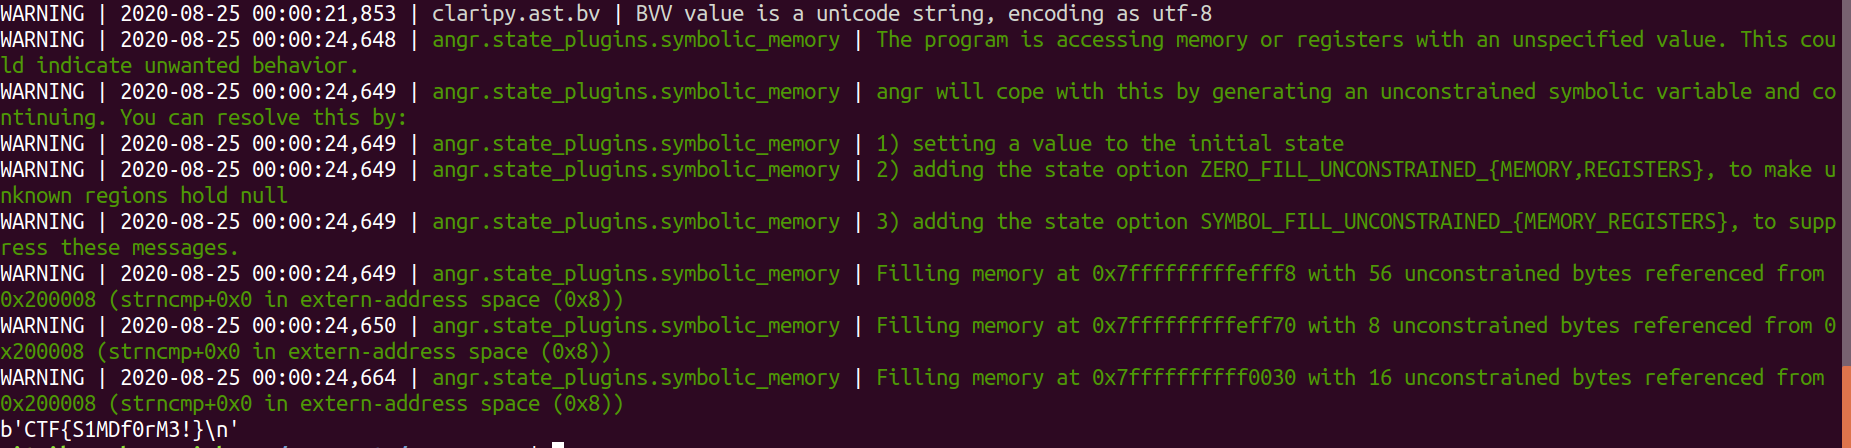 WARNING | 2020-08-25 00:00:21,853 | claripy.ast.bv | BVV value is a unicode string, encoding as utf-8
WARNING | 2020-08-25 00:00:24,648 | angr.state_plugins.symbolic_memory | The program is accessing memory or registers with an unspecified value. This cou
ld indicate unwanted behavior.
WARNING | 2020-08-25 00:00:24,649 | angr.state_plugins.symbolic_memory | angr will cope with this by generating an unconstrained symbolic variable and co
ntinuing. You can resolve this by:
WARNING | 2020-08-25 00:00:24,649 | angr.state_plugins.symbolic_memory | 1) setting a value to the initial state
WARNING | 2020-08-25 00:00:24,649 | angr.state_plugins.symbolic_memory | 2) adding the state option ZERO_FILL_UNCONSTRAINED_{MEMORY,REGISTERS}, to make u
nknown regions hold null
WARNING | 2020-08-25 00:00:24,649 | angr.state_plugins.symbolic_memory | 3) adding the state option SYMBOL_FILL_UNCONSTRAINED_{MEMORY_REGISTERS}, to supp
ress these messages.
WARNING | 2020-08-25 00:00:24,649 | angr.state_plugins.symbolic_memory | Filling memory at 0x7fffffffffefff8 with 56 unconstrained bytes referenced from
0x200008 (strncmp+0x0 in extern-address space (0x8))
WARNING | 2020-08-25 00:00:24,650 | angr.state_plugins.symbolic_memory | Filling memory at 0x7fffffffffeff70 with 8 unconstrained bytes referenced from 0
x200008 (strncmp+0x0 in extern-address space (0x8))
WARNING | 2020-08-25 00:00:24,664 | angr.state_plugins.symbolic_memory | Filling memory at 0x7ffffffffff0030 with 16 unconstrained bytes referenced from
0x200008 (strncmp+0x0 in extern-address space (0x8))
b'CTF{S1MDf0rM3!}\n'